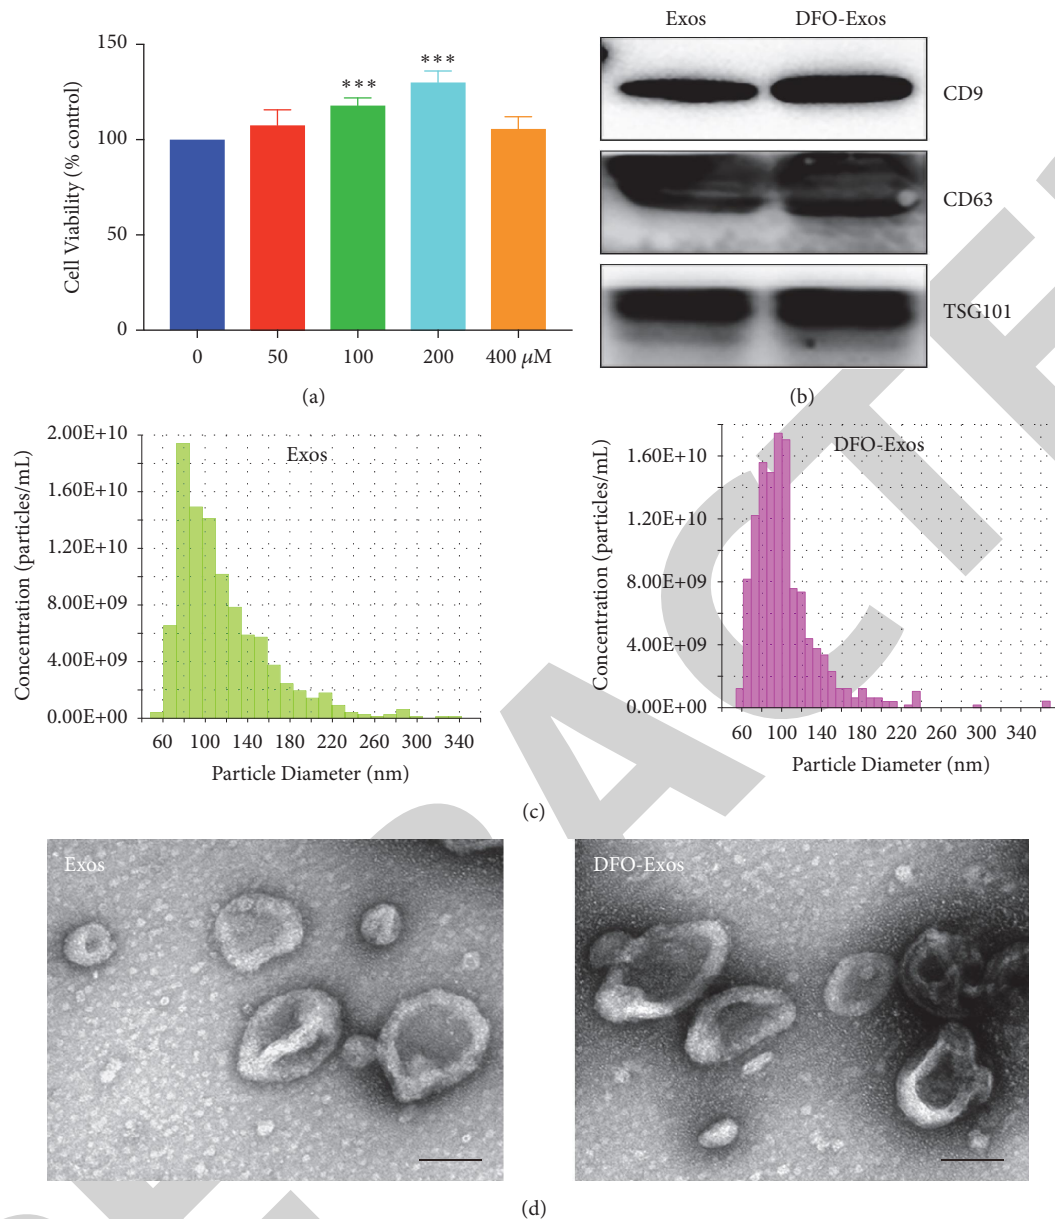 (a)
Cell Viability (% control)
150
100
50
0
***
***
0 50 100 200 400 μM
(b)
Exos DFO-Exos
CD9
CD63
TSG101
Exos
Concentration (particles/mL)
2.00E+10
1.60E+10
1.20E+10
8.00E+09
4.00E+09
0.00E+00
60 100 140 180 220 260 300 340
Particle Diameter (nm)
DFO-Exos
Concentration (particles/mL)
1.60E+10
1.20E+10
8.00E+09
4.00E+09
0.00E+00
60 100 140 180 220 260 300 340
Particle Diameter (nm)
(c)
Exos
DFO-Exos
(d)